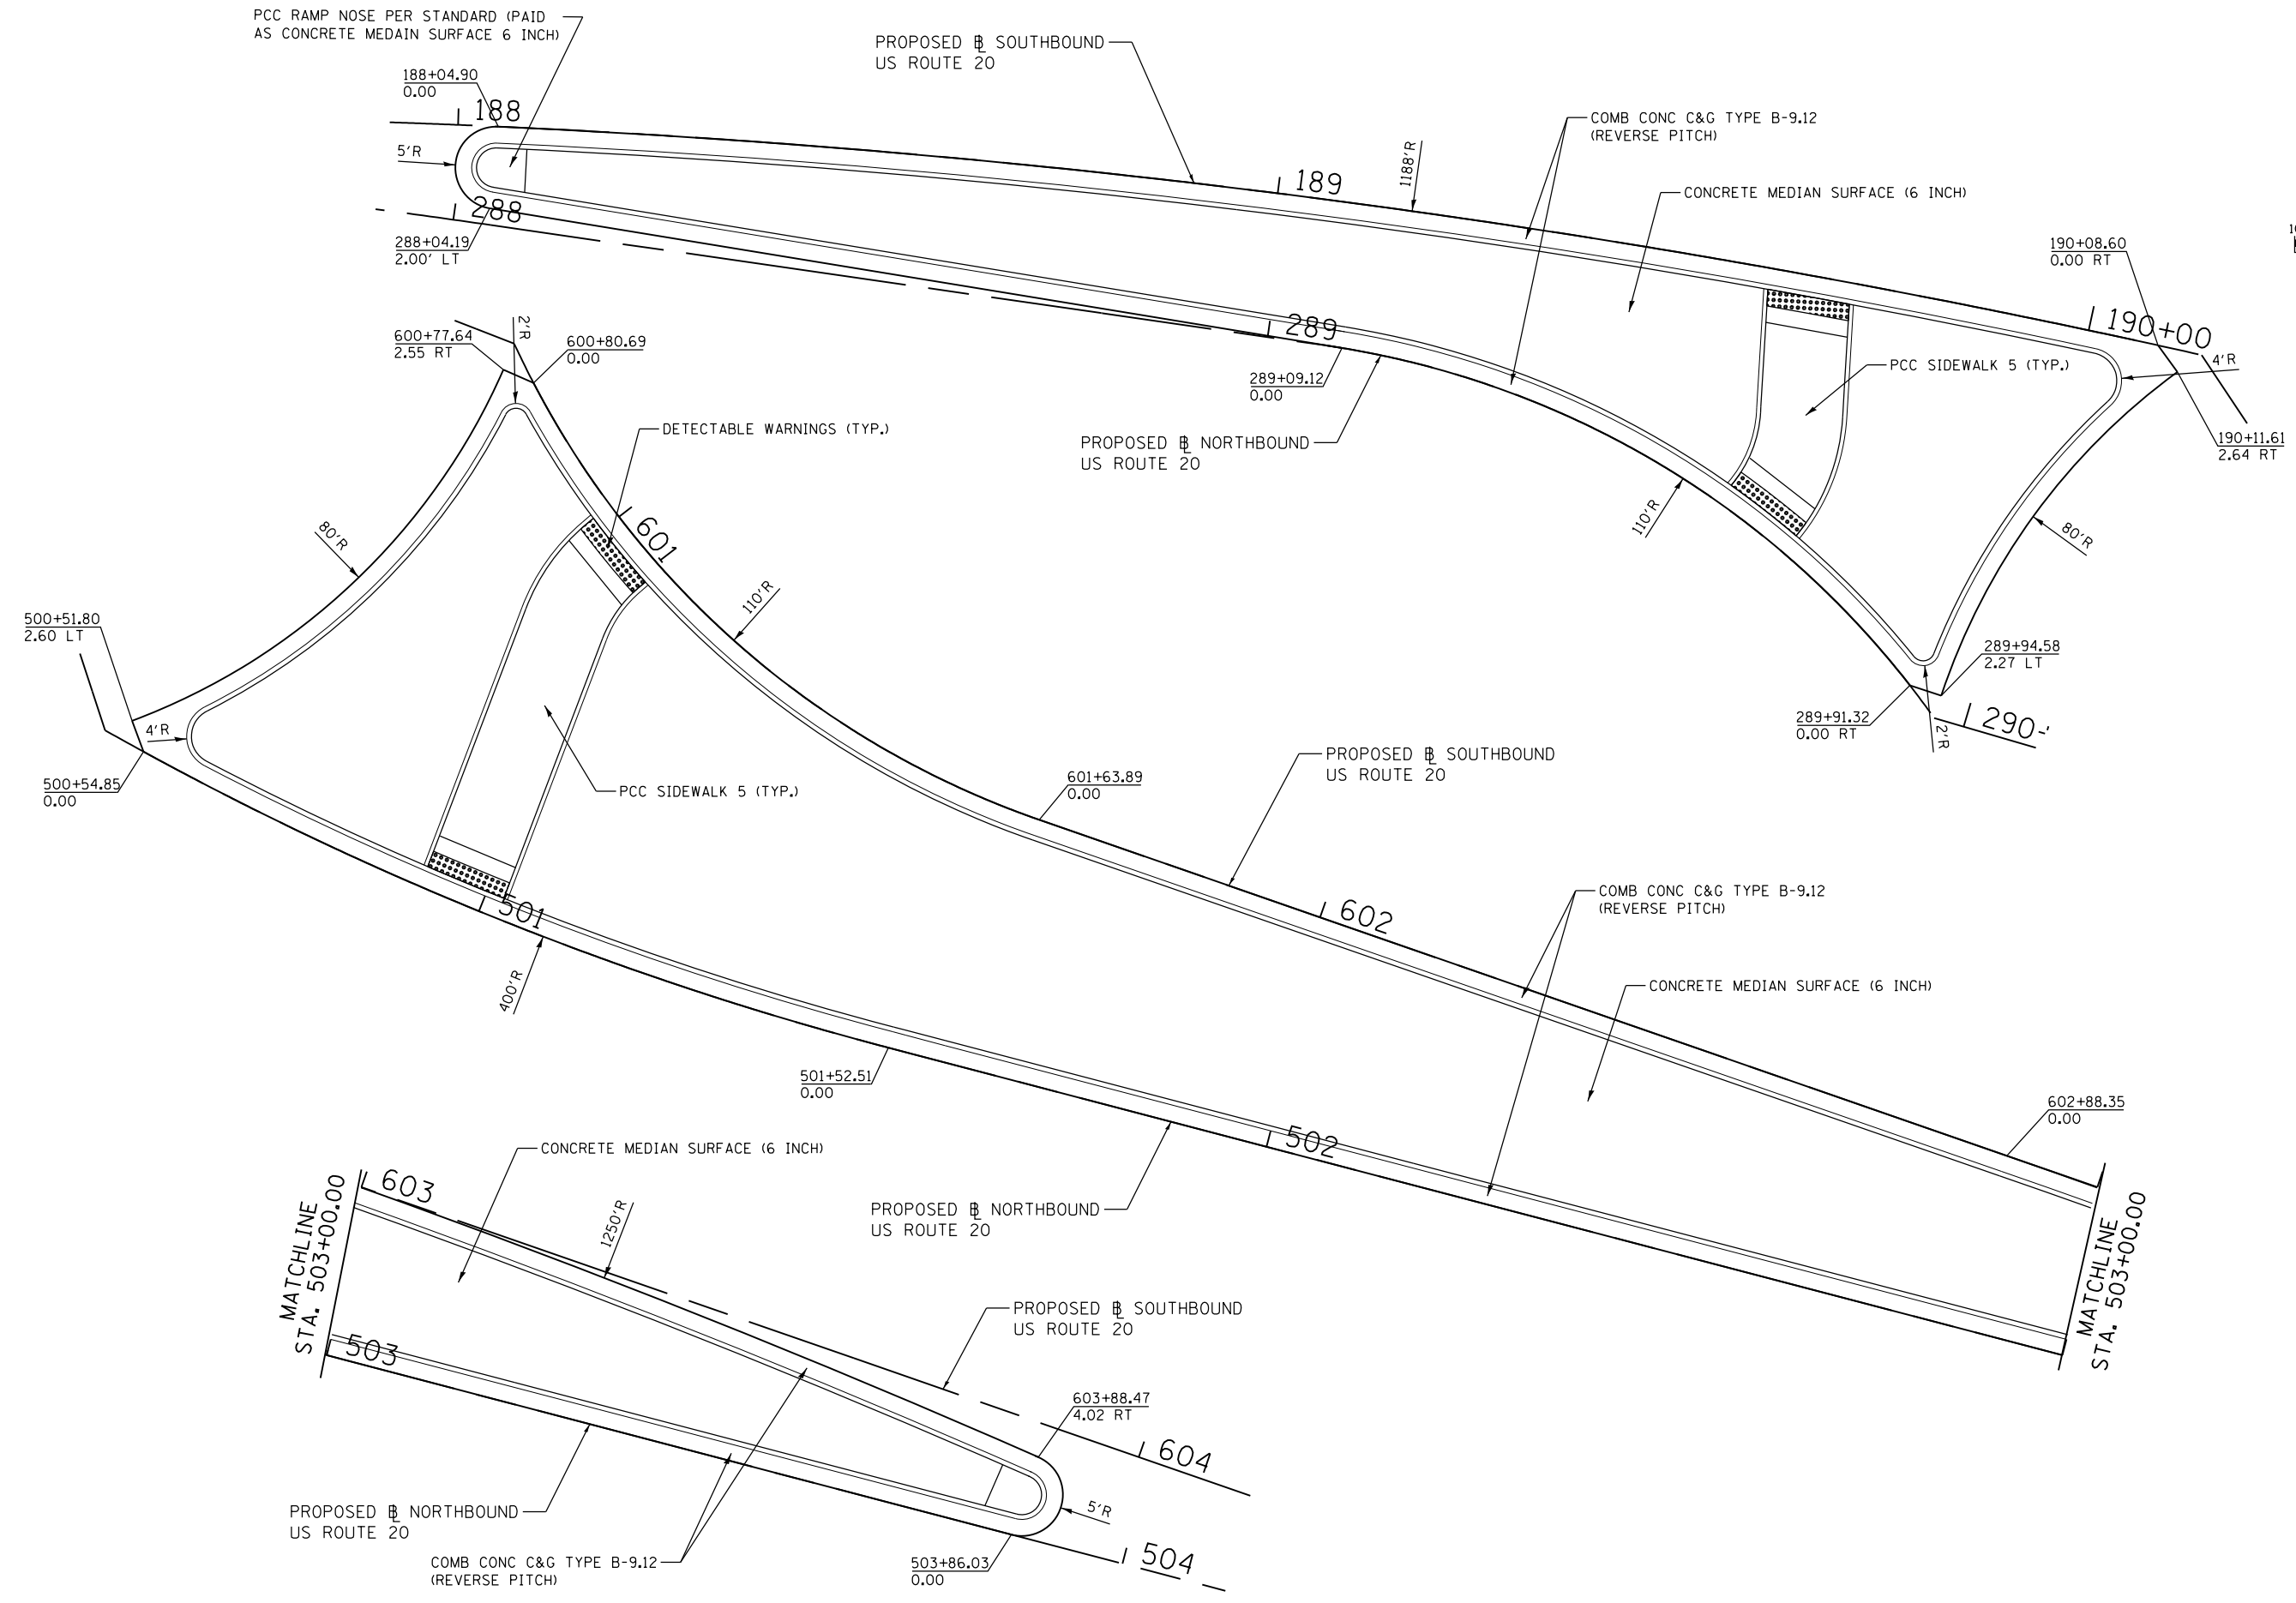 PCC RAMP NOSE PER STANDARD (PAID
AS CONCRETE MEDAIN SURFACE 6 INCH)
188+04.90
0.00
188
5'R
288
288+04.19
2.00' LT
PROPOSED ℄ SOUTHBOUND
US ROUTE 20
189
1188'R
COMB CONC C&G TYPE B-9.12
(REVERSE PITCH)
CONCRETE MEDIAN SURFACE (6 INCH)
190+08.60
0.00 RT
190+00
4'R
190+11.61
2.64 RT
PCC SIDEWALK 5 (TYP.)
289
289+09.12
0.00
PROPOSED ℄ NORTHBOUND
US ROUTE 20
110'R
80'R
289+94.58
2.27 LT
289+91.32
0.00 RT
2'R
290
600+77.64
2.55 RT
2'R
600+80.69
0.00
DETECTABLE WARNINGS (TYP.)
601
80'R
110'R
500+51.80
2.60 LT
4'R
500+54.85
0.00
PCC SIDEWALK 5 (TYP.)
501
400'R
601+63.89
0.00
PROPOSED ℄ SOUTHBOUND
US ROUTE 20
602
COMB CONC C&G TYPE B-9.12
(REVERSE PITCH)
CONCRETE MEDIAN SURFACE (6 INCH)
501+52.51
0.00
602+88.35
0.00
502
PROPOSED ℄ NORTHBOUND
US ROUTE 20
MATCHLINE
STA. 503+00.00
CONCRETE MEDIAN SURFACE (6 INCH)
603
1250'R
MATCHLINE
STA. 503+00.00
503
PROPOSED ℄ SOUTHBOUND
US ROUTE 20
603+88.47
4.02 RT
604
5'R
PROPOSED ℄ NORTHBOUND
US ROUTE 20
COMB CONC C&G TYPE B-9.12
(REVERSE PITCH)
503+86.03
0.00
504